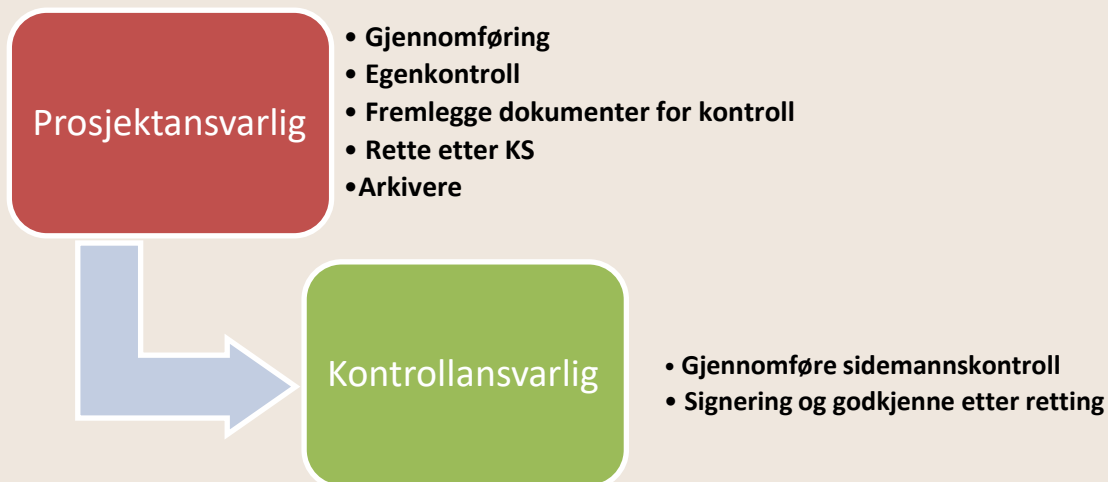 Prosjektansvarlig
• Gjennomføring
• Egenkontroll
• Fremlegge dokumenter for kontroll
• Rette etter KS
•Arkivere
Kontrollansvarlig
• Gjennomføre sidemannskontroll
• Signering og godkjenne etter retting